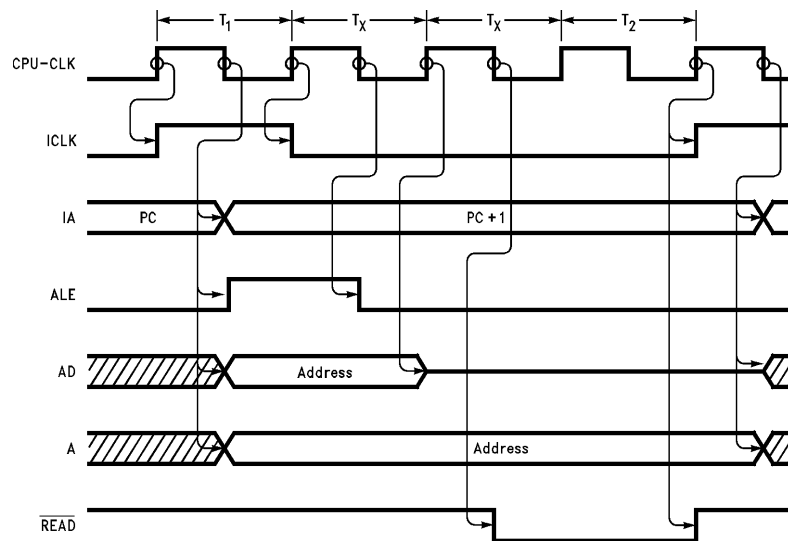 T1 TX TX T2
CPU-CLK
ICLK
IA PC PC + 1
ALE
AD Address
A Address
READ